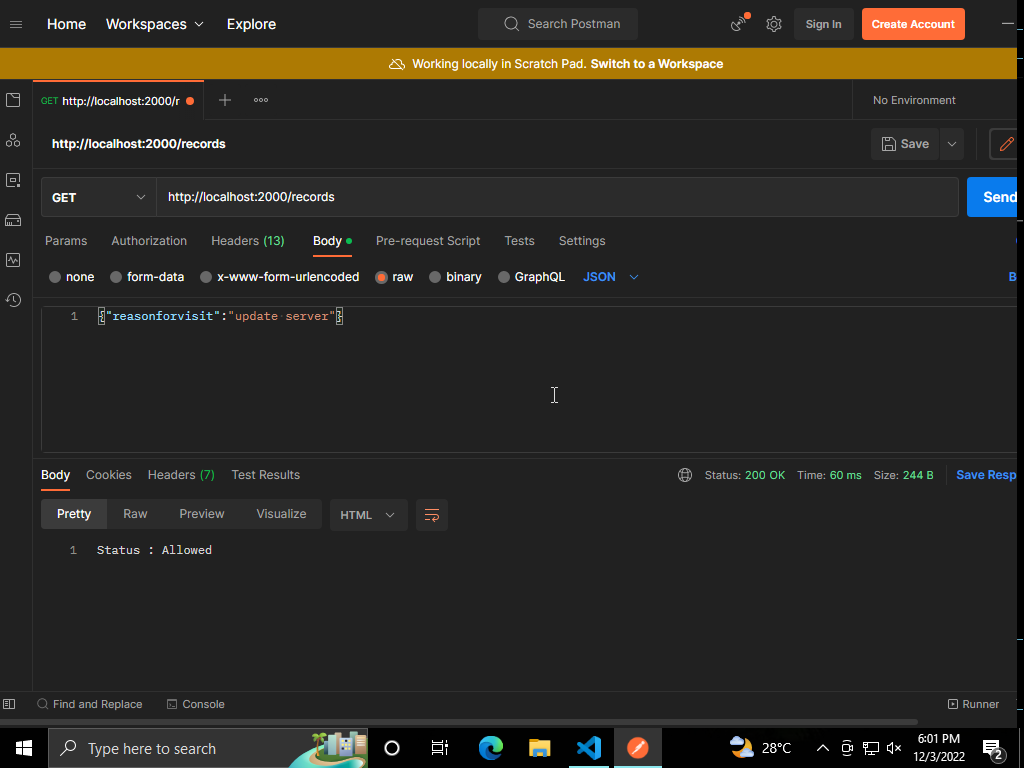 Home Workspaces Explore Search Postman Sign In Create Account
Working locally in Scratch Pad. Switch to a Workspace
GET http://localhost:2000/r No Environment
http://localhost:2000/records Save
GET http://localhost:2000/records Send
Params Authorization Headers (13) Body Pre-request Script Tests Settings
none form-data x-www-form-urlencoded raw binary GraphQL JSON B
1 {"reasonforvisit":"update server"}
Body Cookies Headers (7) Test Results Status: 200 OK Time: 60 ms Size: 244 B Save Resp
Pretty Raw Preview Visualize HTML
1 Status : Allowed
Find and Replace Console Runner
Type here to search 28°C 6:01 PM
12/3/2022 2